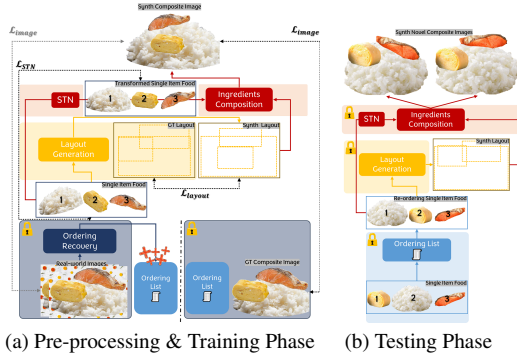 Synth Composite Image
ℒimage
ℒimage
ℒSTN
Transformed Single Item Food
STN
1
2
3
Ingredients
Composition
Layout
Generation
GT Layout
Synth Layout
ℒlayout
Single Item Food
1
2
3
Ordering
Recovery
Real-world Images
Ordering
List
Ordering
List
GT Composite Image
(a) Pre-processing & Training Phase
Synth Novel Composite Images
STN
Ingredients
Composition
Layout
Generation
Synth Layout
Re-ordering Single Item Food
1
2
3
Ordering List
Single Item Food
1
2
3
(b) Testing Phase